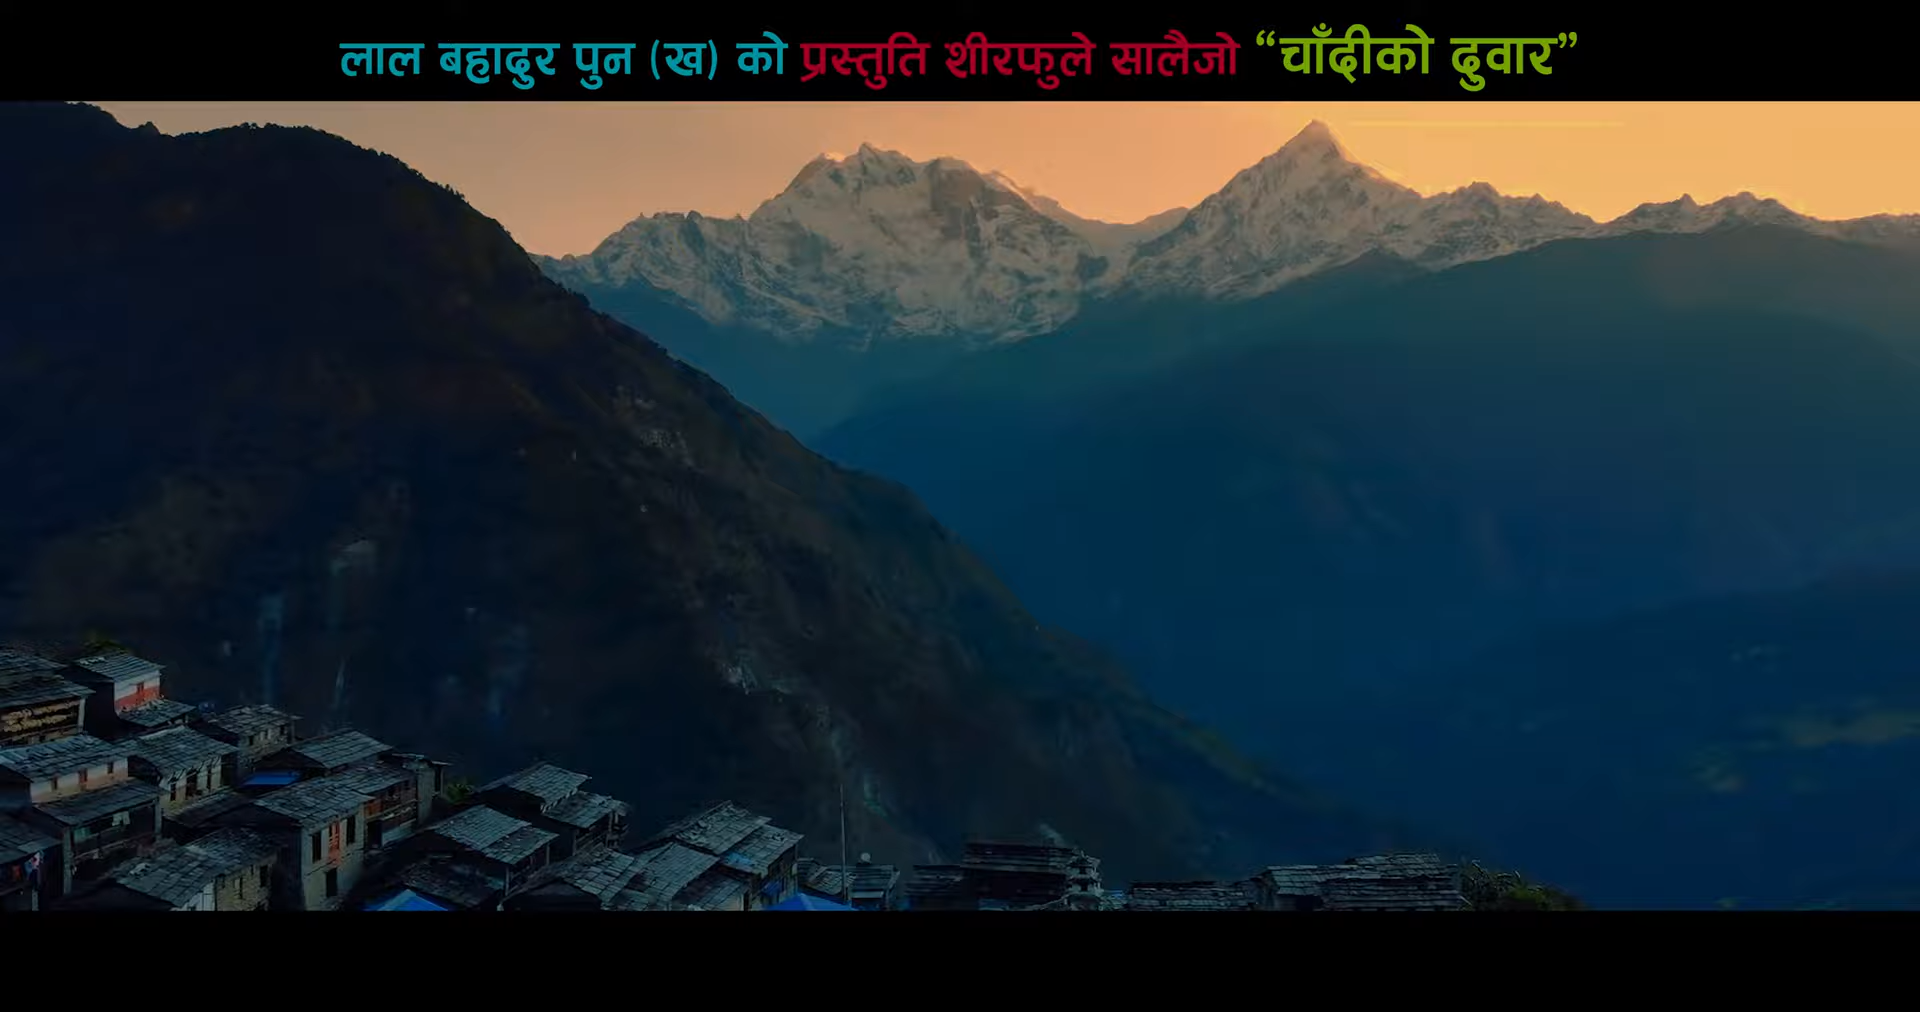 लाल बहादुर पुन (ख) को प्रस्तुति शीरफुले सालैजो “चाँदीको दुवार”